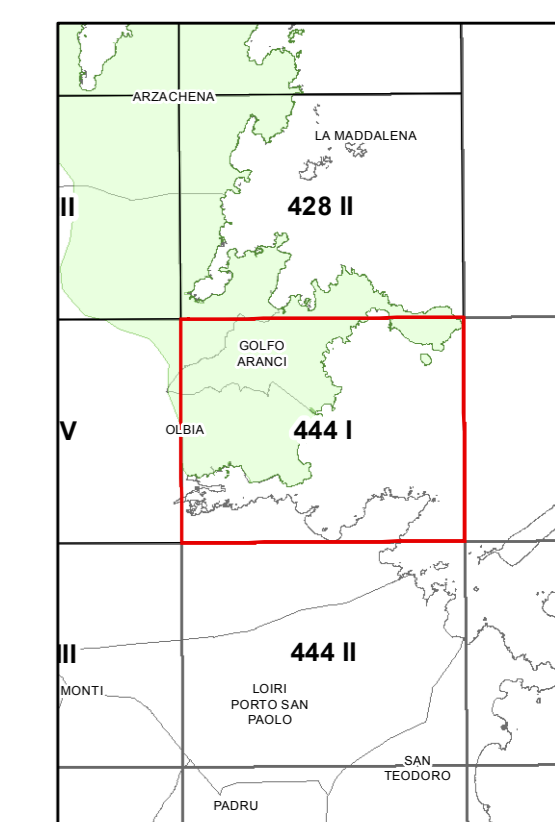 ARZACHENA
LA MADDALENA
II
428 II
GOLFO
ARANCI
V
OLBIA
444 I
III
444 II
MONTI
LOIRI
PORTO SAN
PAOLO
SAN
TEODORO
PADRU